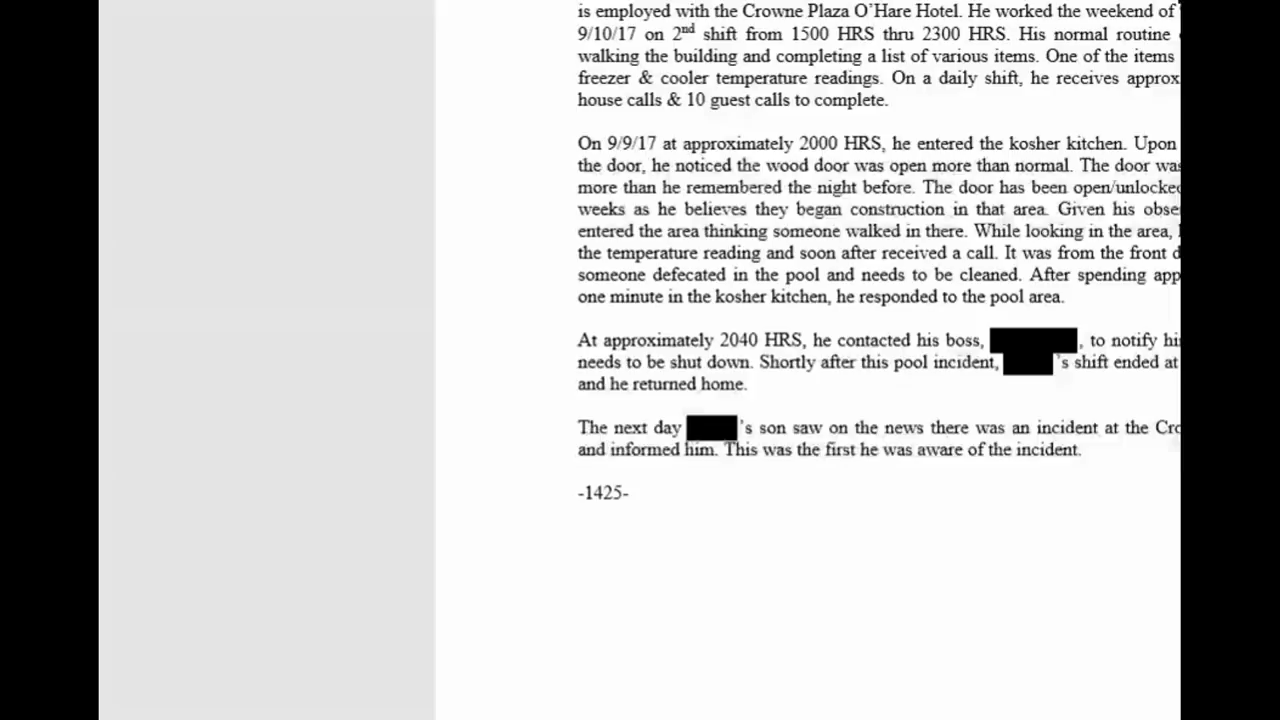 is employed with the Crowne Plaza O'Hare Hotel. He worked the weekend of
9/10/17 on 2nd shift from 1500 HRS thru 2300 HRS. His normal routine
walking the building and completing a list of various items. One of the items
freezer & cooler temperature readings. On a daily shift, he receives approx
house calls & 10 guest calls to complete.
On 9/9/17 at approximately 2000 HRS, he entered the kosher kitchen. Upon
the door, he noticed the wood door was open more than normal. The door was
more than he remembered the night before. The door has been open/unlocked
weeks as he believes they began construction in that area. Given his obse
entered the area thinking someone walked in there. While looking in the area,
the temperature reading and soon after received a call. It was from the front d
someone defecated in the pool and needs to be cleaned. After spending app
one minute in the kosher kitchen, he responded to the pool area.
At approximately 2040 HRS, he contacted his boss, , to notify hi
needs to be shut down. Shortly after this pool incident, 's shift ended at
and he returned home.
The next day 's son saw on the news there was an incident at the Cro
and informed him. This was the first he was aware of the incident.
-1425-